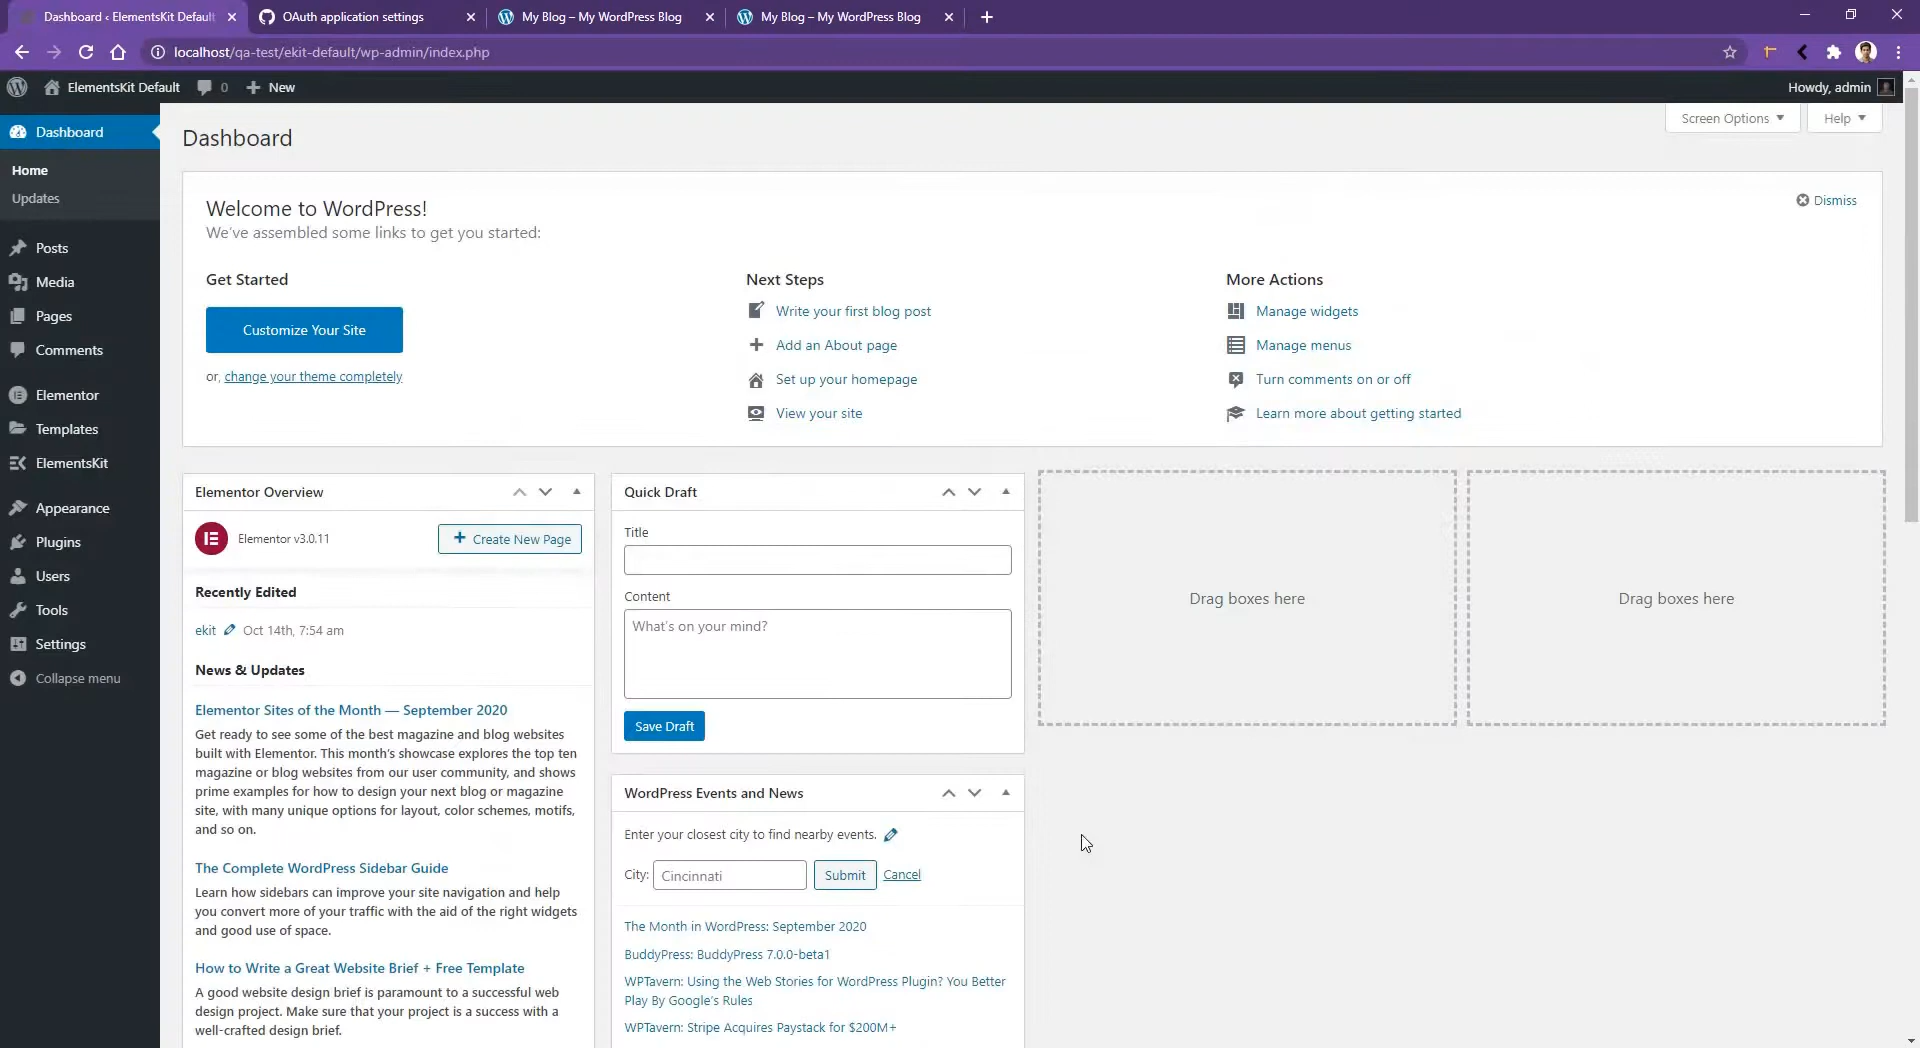 Dashboard ‹ ElementsKit Default
OAuth application settings
My Blog – My WordPress Blog
My Blog – My WordPress Blog
localhost/qa-test/ekit-default/wp-admin/index.php
ElementsKit Default
0
New
Howdy, admin
Dashboard
Home
Updates
Posts
Media
Pages
Comments
Elementor
Templates
ElementsKit
Appearance
Plugins
Users
Tools
Settings
Collapse menu
Dashboard
Screen Options
Help
Welcome to WordPress!
Dismiss
We've assembled some links to get you started:
Get Started
Customize Your Site
or, change your theme completely
Next Steps
Write your first blog post
Add an About page
Set up your homepage
View your site
More Actions
Manage widgets
Manage menus
Turn comments on or off
Learn more about getting started
Elementor Overview
Elementor v3.0.11
Create New Page
Recently Edited
ekit Oct 14th, 7:54 am
News & Updates
Elementor Sites of the Month — September 2020
Get ready to see some of the best magazine and blog websites
built with Elementor. This month's showcase explores the top ten
magazine or blog websites from our user community, and shows
prime examples for how to design your next blog or magazine
site, with many unique options for layout, color schemes, motifs,
and so on.
The Complete WordPress Sidebar Guide
Learn how sidebars can improve your site navigation and help
you convert more of your traffic with the aid of the right widgets
and good use of space.
How to Write a Great Website Brief + Free Template
A good website design brief is paramount to a successful web
design project. Make sure that your project is a success with a
well-crafted design brief.
Quick Draft
Title
Content
What's on your mind?
Save Draft
WordPress Events and News
Enter your closest city to find nearby events.
City: Cincinnati Submit Cancel
The Month in WordPress: September 2020
BuddyPress: BuddyPress 7.0.0-beta1
WPTavern: Using the Web Stories for WordPress Plugin? You Better
Play By Google's Rules
WPTavern: Stripe Acquires Paystack for $200M+
Drag boxes here
Drag boxes here